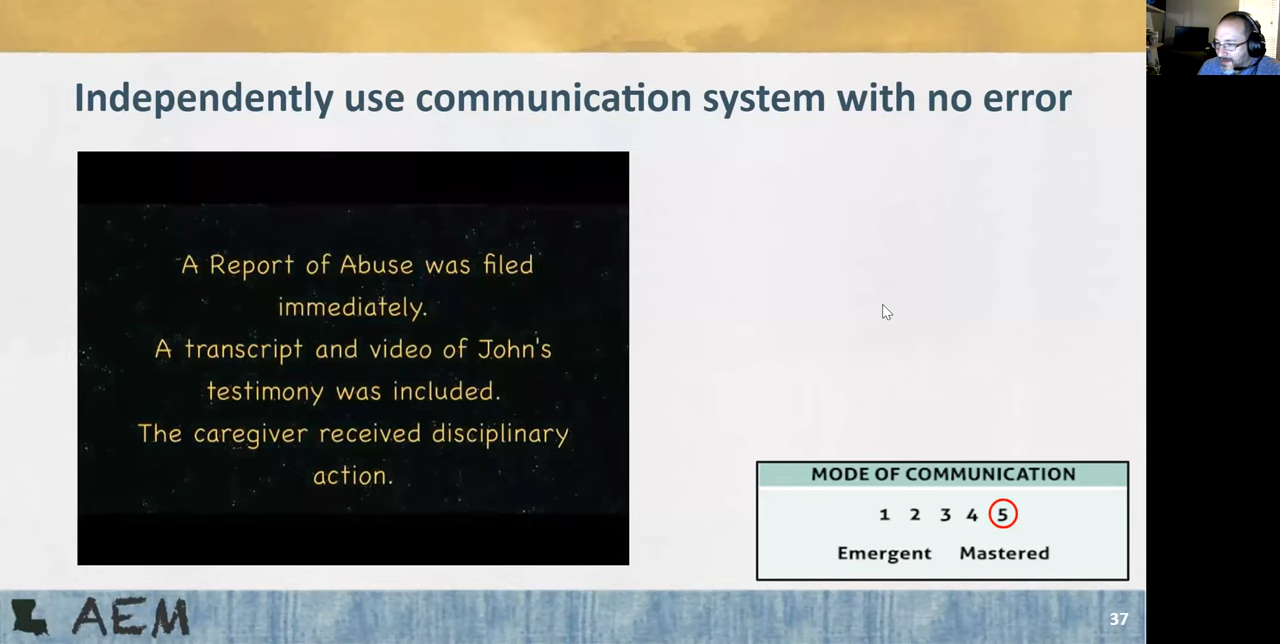 Independently use communication system with no error
A Report of Abuse was filed
immediately.
A transcript and video of John's
testimony was included.
The caregiver received disciplinary
action.
MODE OF COMMUNICATION
1 2 3 4 5
Emergent Mastered
AEM
37